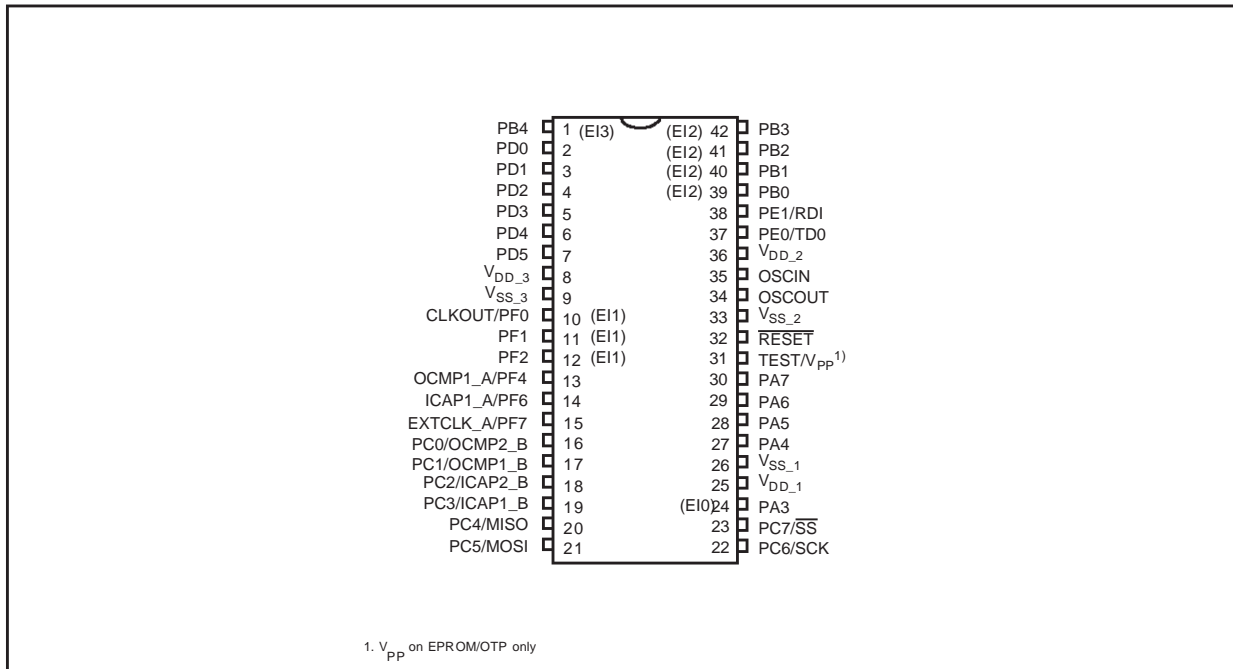 PB4 1 (EI3) (EI2) 42 PB3
PD0 2 (EI2) 41 PB2
PD1 3 (EI2) 40 PB1
PD2 4 (EI2) 39 PB0
PD3 5 38 PE1/RDI
PD4 6 37 PE0/TD0
PD5 7 36 VDD_2
VDD_3 8 35 OSCIN
VSS_3 9 34 OSCOUT
CLKOUT/PF0 10 (EI1) 33 VSS_2
PF1 11 (EI1) 32 RESET
PF2 12 (EI1) 31 TEST/VPP1)
OCMP1_A/PF4 13 30 PA7
ICAP1_A/PF6 14 29 PA6
EXTCLK_A/PF7 15 28 PA5
PC0/OCMP2_B 16 27 PA4
PC1/OCMP1_B 17 26 VSS_1
PC2/ICAP2_B 18 25 VDD_1
PC3/ICAP1_B 19 (EI0) 24 PA3
PC4/MISO 20 23 PC7/SS
PC5/MOSI 21 22 PC6/SCK
1. VPP on EPROM/OTP only